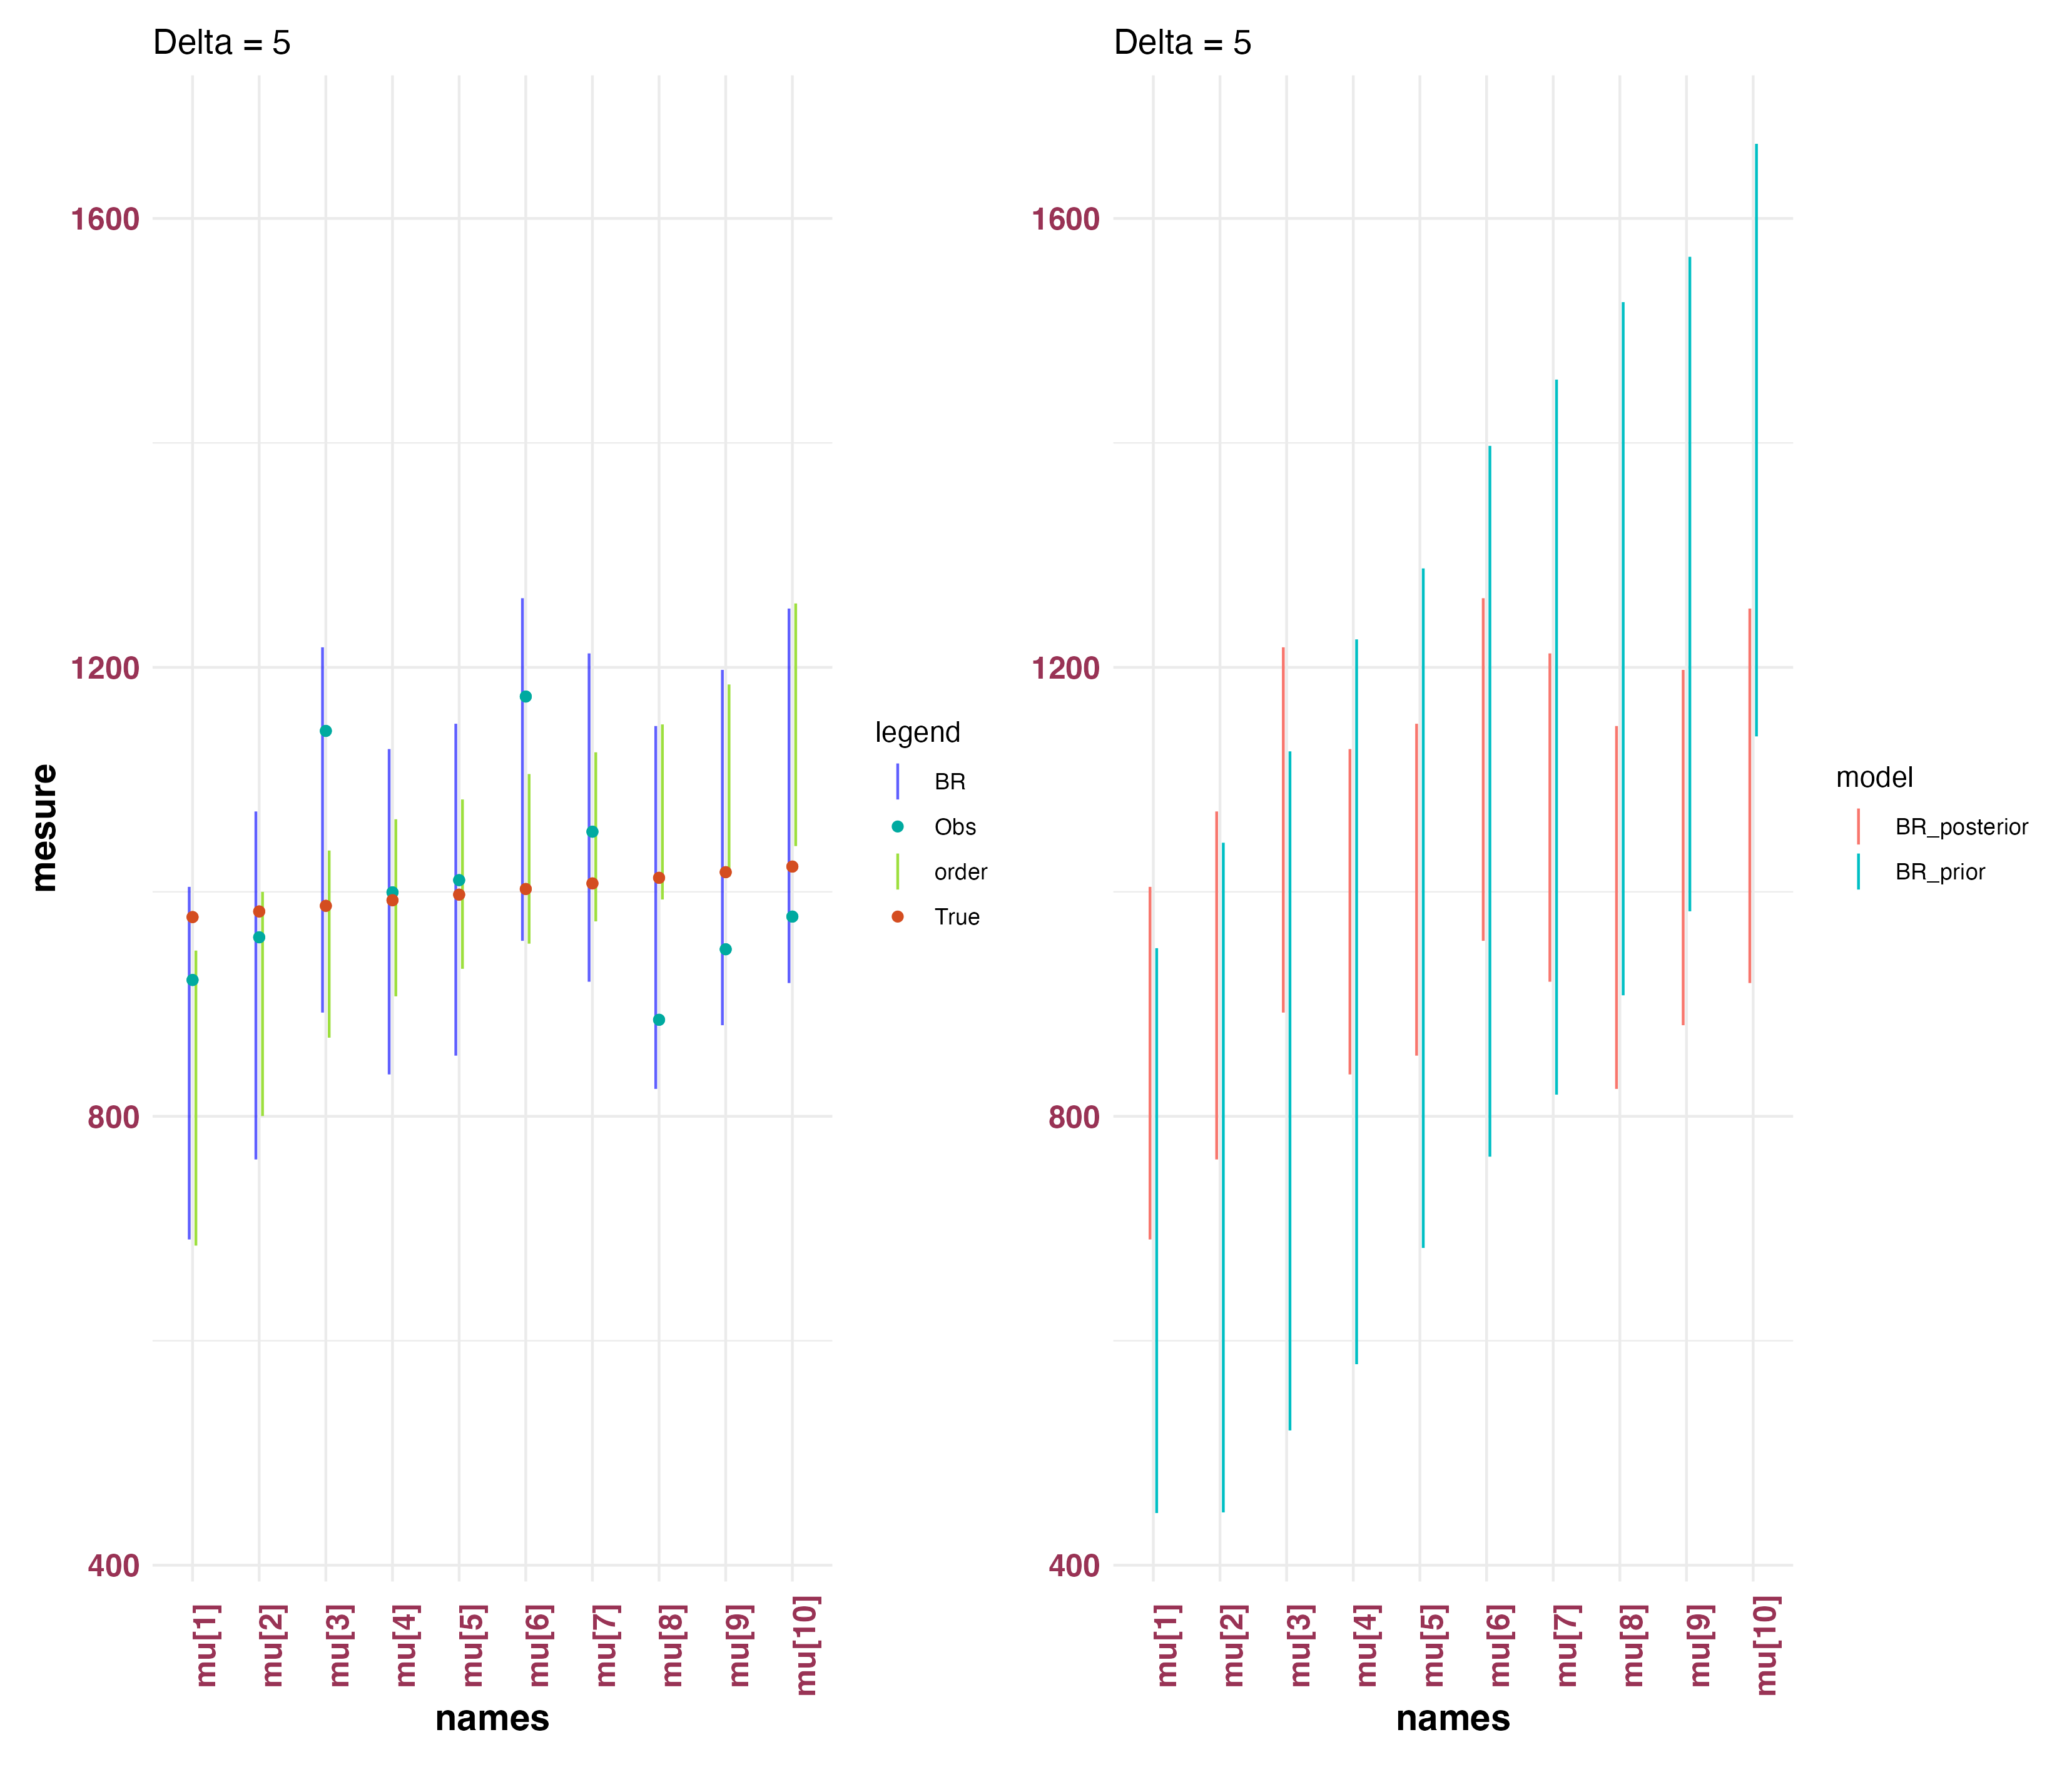 Delta = 5
mesure
1600
1200
800
400
mu[1]
mu[2]
mu[3]
mu[4]
mu[5]
mu[6]
mu[7]
mu[8]
mu[9]
mu[10]
names
legend
BR
Obs
order
True
Delta = 5
1600
1200
800
400
mu[1]
mu[2]
mu[3]
mu[4]
mu[5]
mu[6]
mu[7]
mu[8]
mu[9]
mu[10]
names
model
BR_posterior
BR_prior